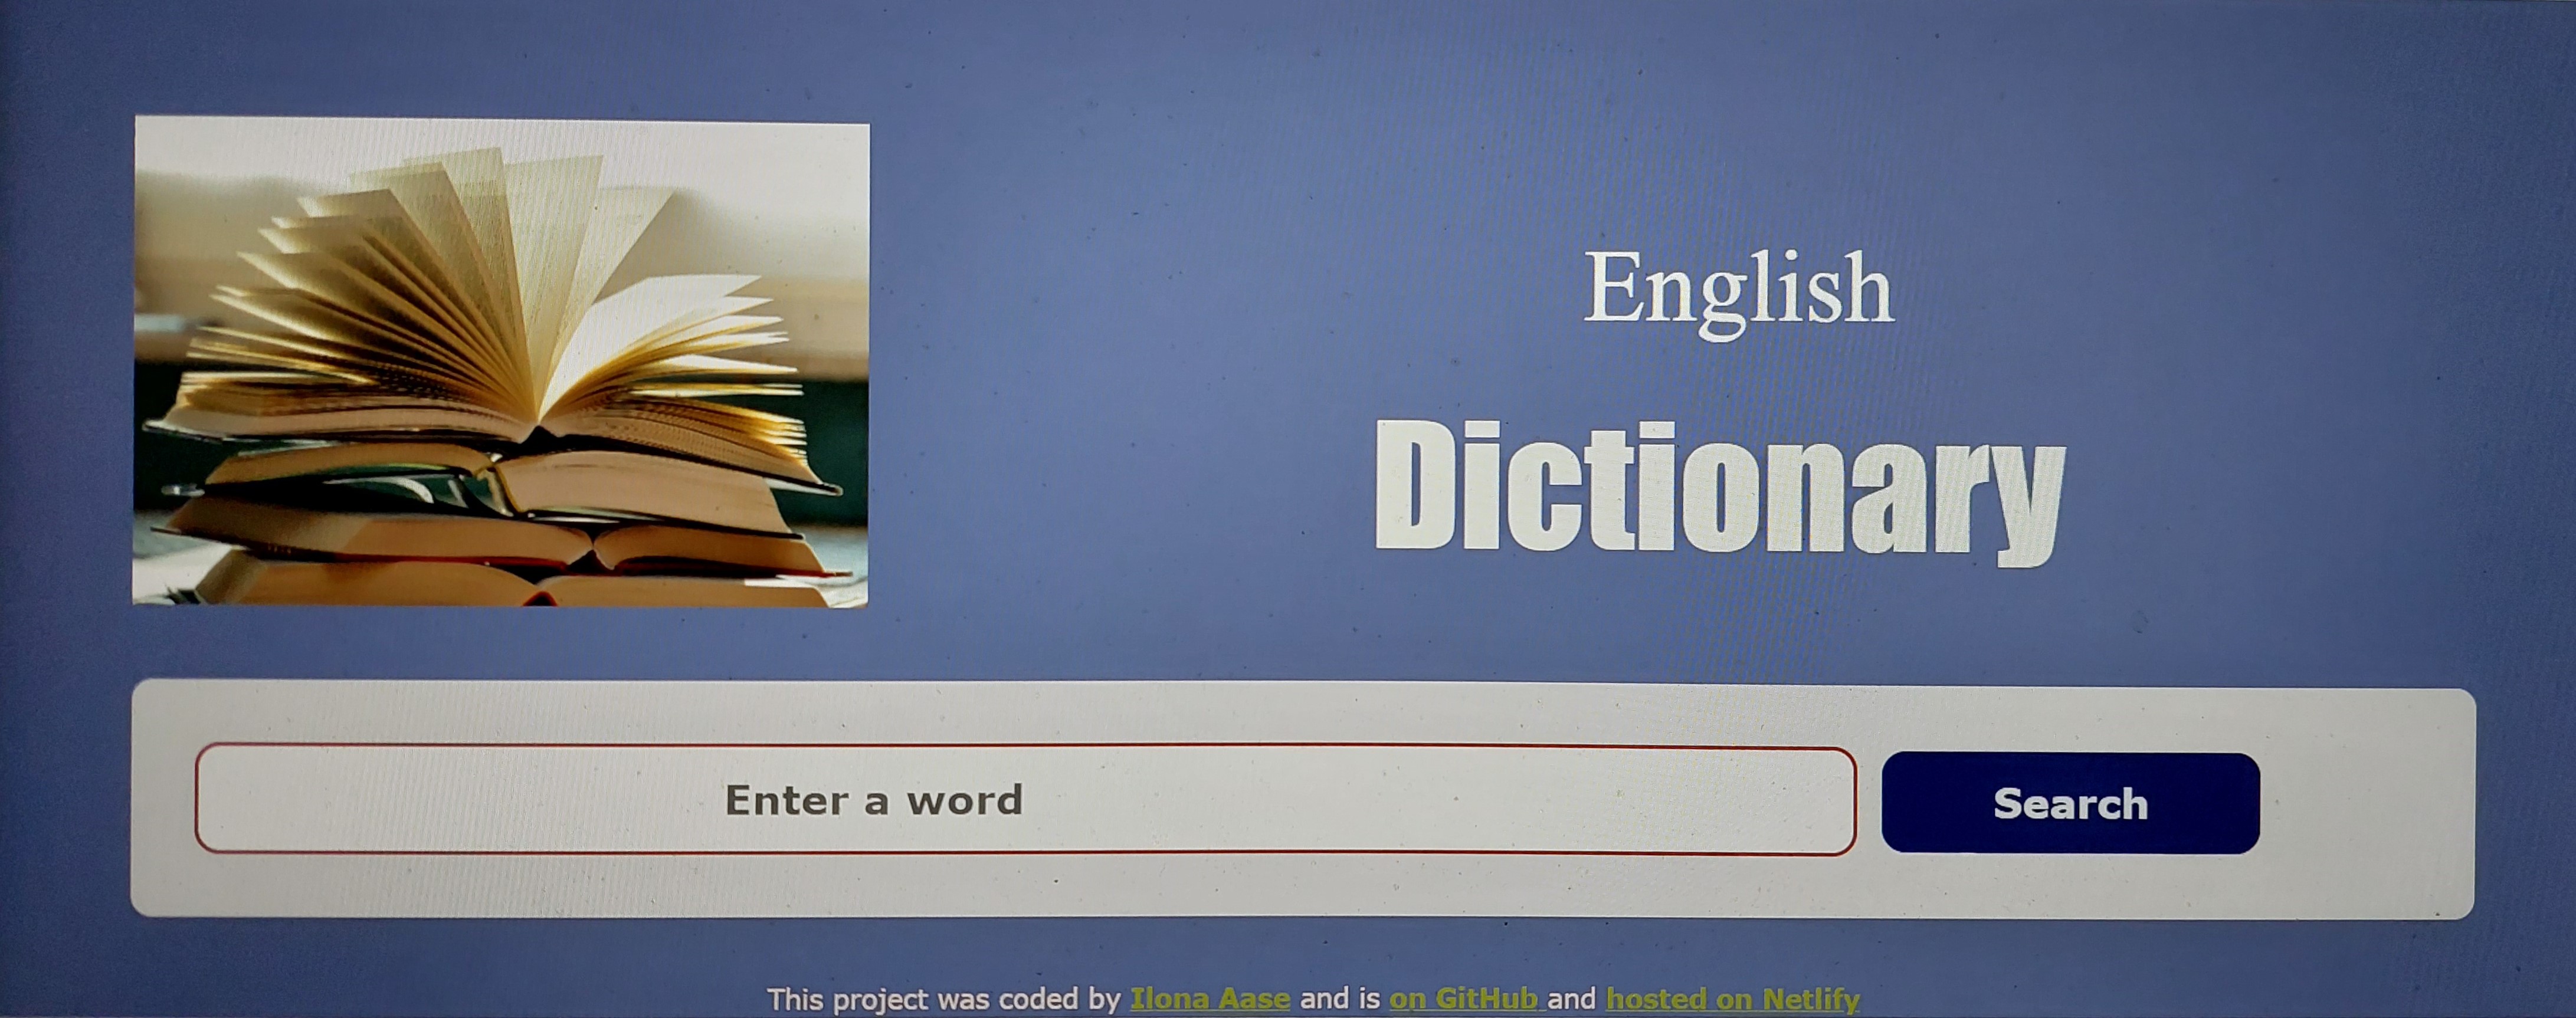 English
Dictionary
Enter a word
Search
This project was coded by Ilona Aase and is on GitHub and hosted on Netlify